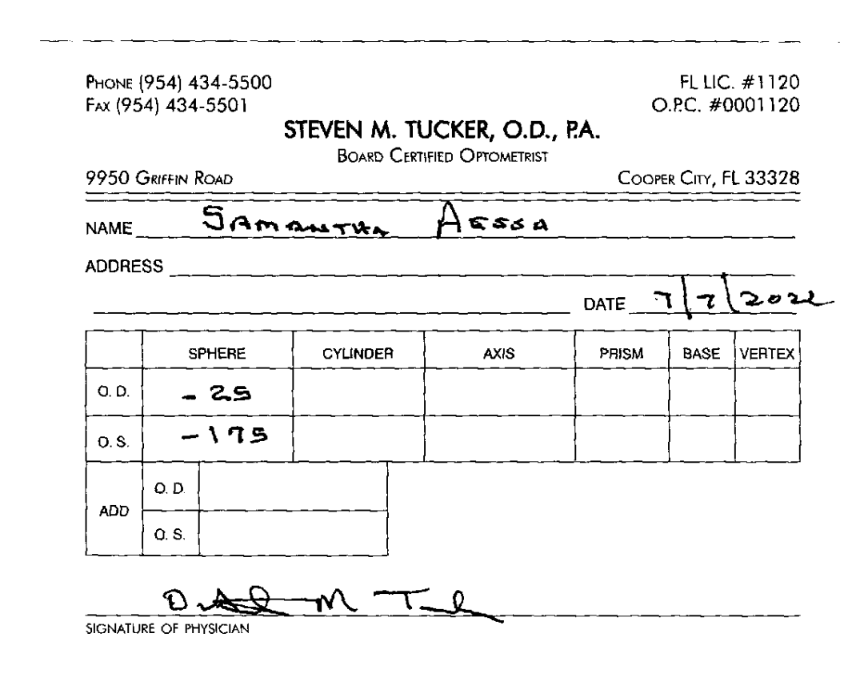 PHONE (954) 434-5500 FL LIC. #1120
FAX (954) 434-5501 O.P.C. #0001120
STEVEN M. TUCKER, O.D., P.A.
BOARD CERTIFIED OPTOMETRIST
9950 GRIFFIN ROAD COOPER CITY, FL 33328
NAME SAMANTHA AESSA
ADDRESS
DATE 7/7/2022
SPHERE CYLINDER AXIS PRISM BASE VERTEX
O.D. - 25
O.S. - 175
ADD
O.D.
O.S.
M
SIGNATURE OF PHYSICIAN